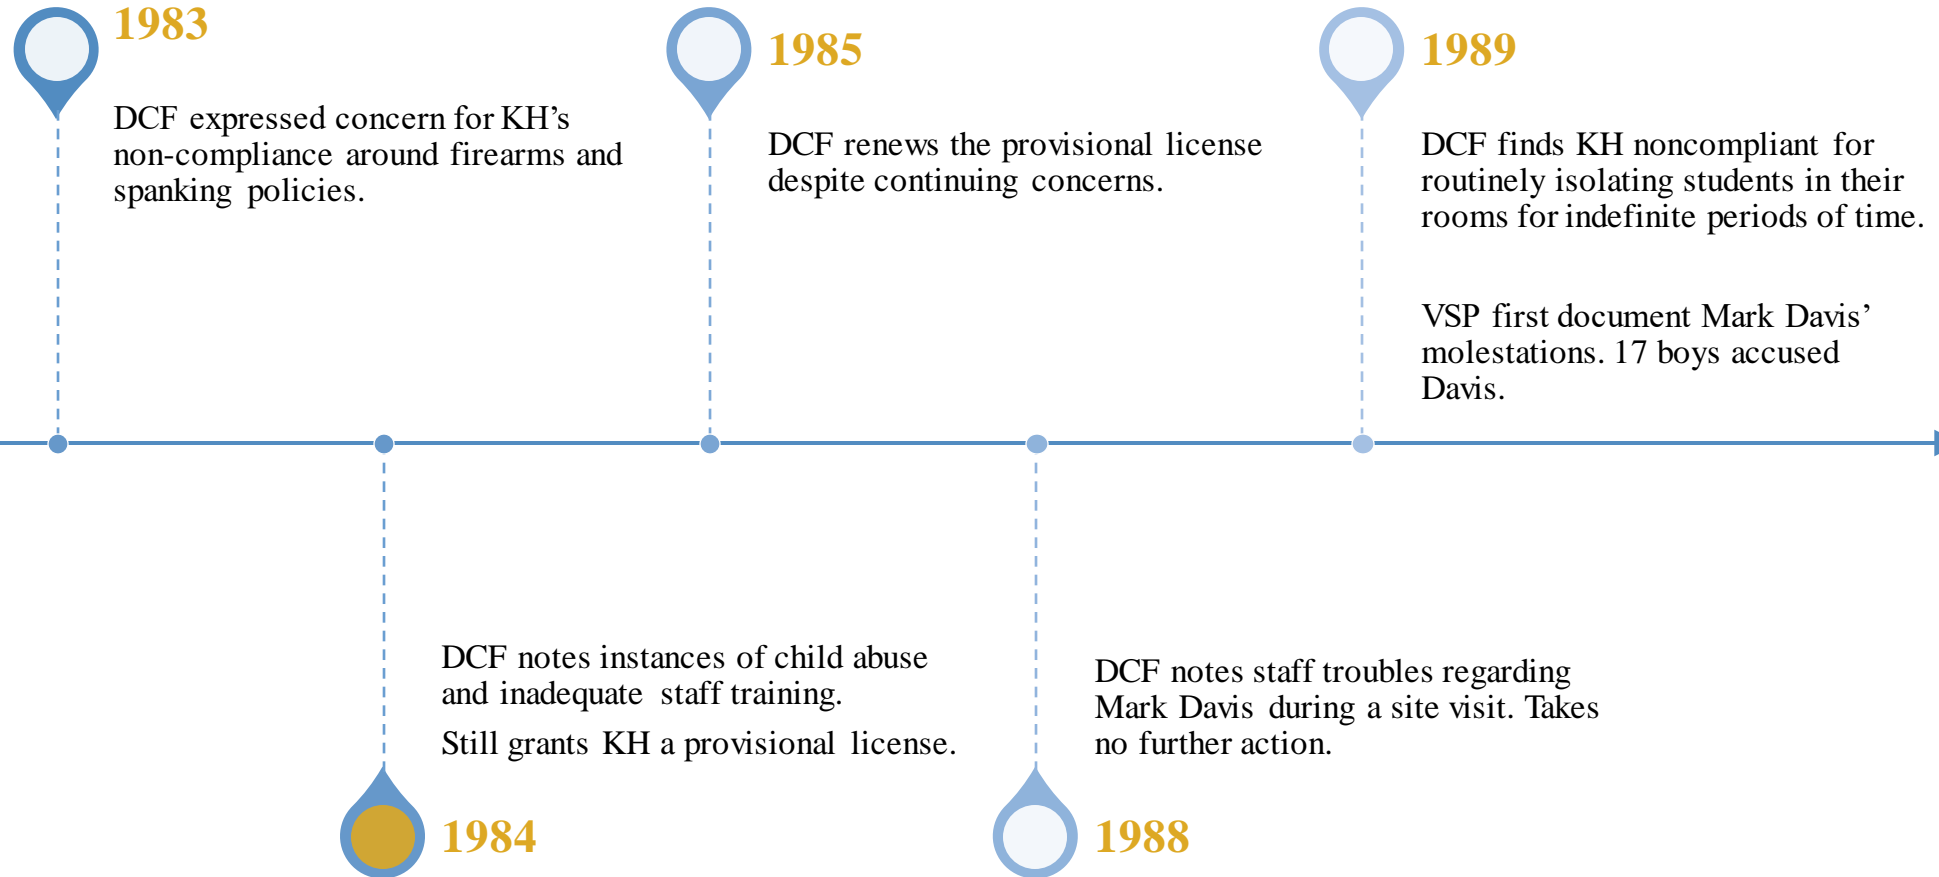 1983
DCF expressed concern for KH’s
non-compliance around firearms and
spanking policies.
1984
DCF notes instances of child abuse
and inadequate staff training.
Still grants KH a provisional license.
1985
DCF renews the provisional license
despite continuing concerns.
1988
DCF notes staff troubles regarding
Mark Davis during a site visit. Takes
no further action.
1989
DCF finds KH noncompliant for
routinely isolating students in their
rooms for indefinite periods of time.
VSP first document Mark Davis’
molestations. 17 boys accused
Davis.